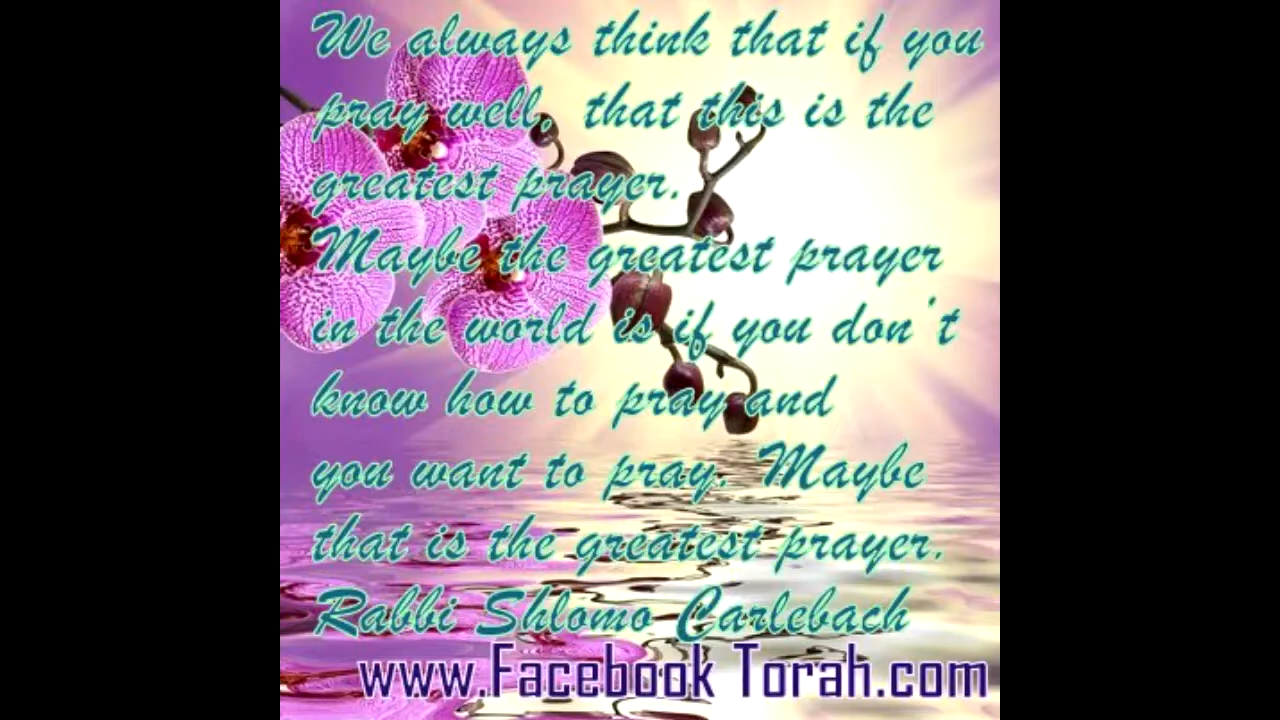 We always think that if you
pray well, that this is the
greatest prayer.
Maybe the greatest prayer
in the world is if you don't
know how to pray and
you want to pray. Maybe
that is the greatest prayer.
Rabbi Shlomo Carlebach
www.Facebook Torah.com